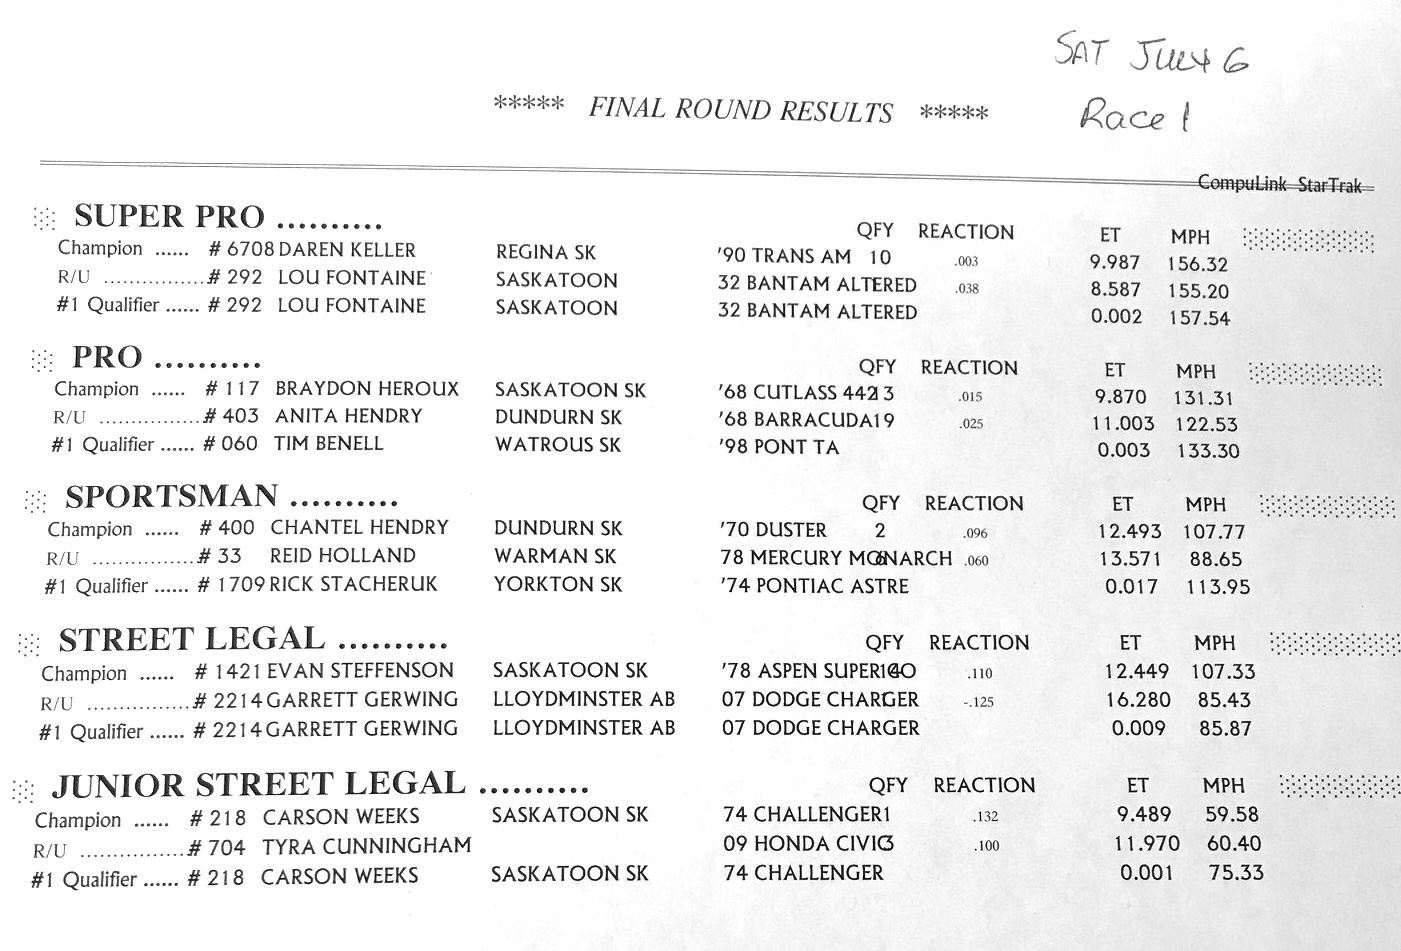 SAT JULY 6
***** FINAL ROUND RESULTS *****
Race 1
CompuLink StarTrak
SUPER PRO ..........
QFY REACTION ET MPH
Champion ...... # 6708 DAREN KELLER REGINA SK '90 TRANS AM 10 .003 9.987 156.32
R/U ................# 292 LOU FONTAINE SASKATOON 32 BANTAM ALTERED .038 8.587 155.20
#1 Qualifier ...... # 292 LOU FONTAINE SASKATOON 32 BANTAM ALTERED 0.002 157.54
PRO ..........
QFY REACTION ET MPH
Champion ...... # 117 BRAYDON HEROUX SASKATOON SK '68 CUTLASS 442 13 .015 9.870 131.31
R/U ................# 403 ANITA HENDRY DUNDURN SK '68 BARRACUDA 19 .025 11.003 122.53
#1 Qualifier ...... # 060 TIM BENELL WATROUS SK '98 PONT TA 0.003 133.30
SPORTSMAN ..........
QFY REACTION ET MPH
Champion ...... # 400 CHANTEL HENDRY DUNDURN SK '70 DUSTER 2 .096 12.493 107.77
R/U ................# 33 REID HOLLAND WARMAN SK 78 MERCURY MONARCH .060 13.571 88.65
#1 Qualifier ...... # 1709 RICK STACHERUK YORKTON SK '74 PONTIAC ASTRE 0.017 113.95
STREET LEGAL ..........
QFY REACTION ET MPH
Champion ...... # 1421 EVAN STEFFENSON SASKATOON SK '78 ASPEN SUPER .110 12.449 107.33
R/U ................# 2214 GARRETT GERWING LLOYDMINSTER AB 07 DODGE CHARGER -.125 16.280 85.43
#1 Qualifier ...... # 2214 GARRETT GERWING LLOYDMINSTER AB 07 DODGE CHARGER 0.009 85.87
JUNIOR STREET LEGAL ..........
QFY REACTION ET MPH
Champion ...... # 218 CARSON WEEKS SASKATOON SK 74 CHALLENGER 1 .132 9.489 59.58
R/U ................# 704 TYRA CUNNINGHAM 09 HONDA CIVIC 3 .100 11.970 60.40
#1 Qualifier ...... # 218 CARSON WEEKS SASKATOON SK 74 CHALLENGER 0.001 75.33